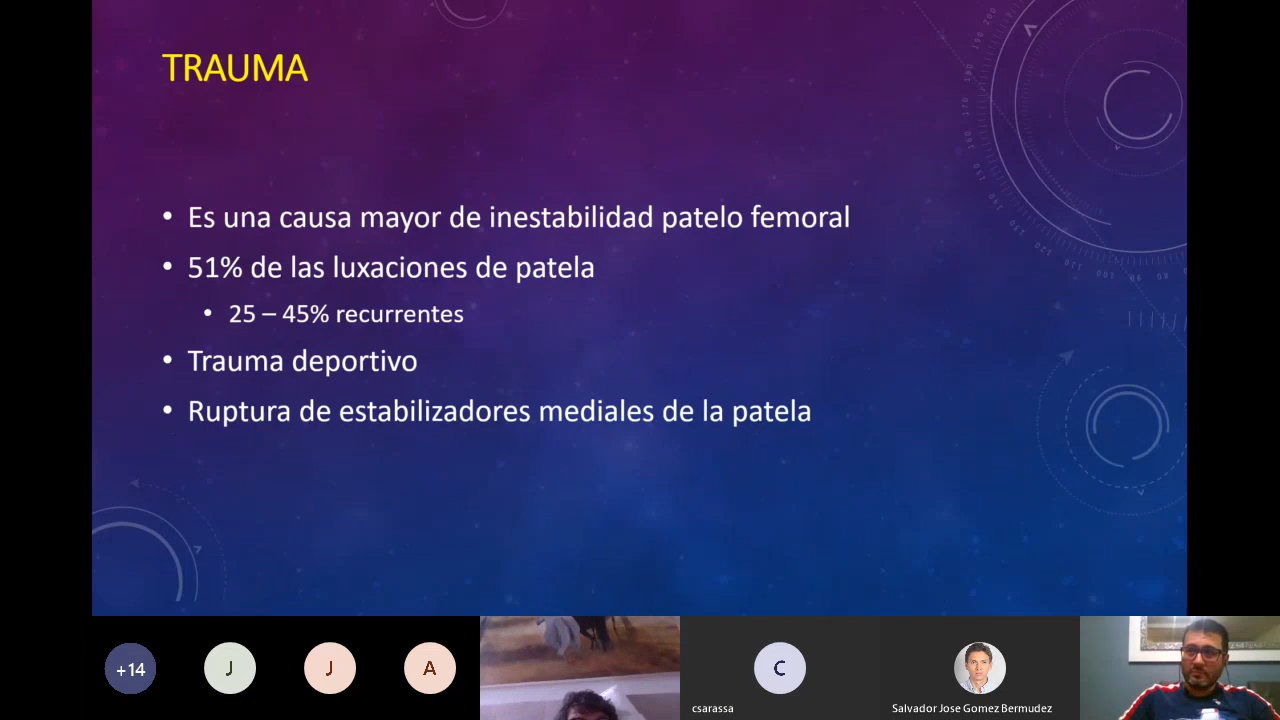 TRAUMA
• Es una causa mayor de inestabilidad patelo femoral
• 51% de las luxaciones de patela
• 25 – 45% recurrentes
• Trauma deportivo
• Ruptura de estabilizadores mediales de la patela
+14
J
J
A
C
csarassa
Salvador Jose Gomez Bermudez